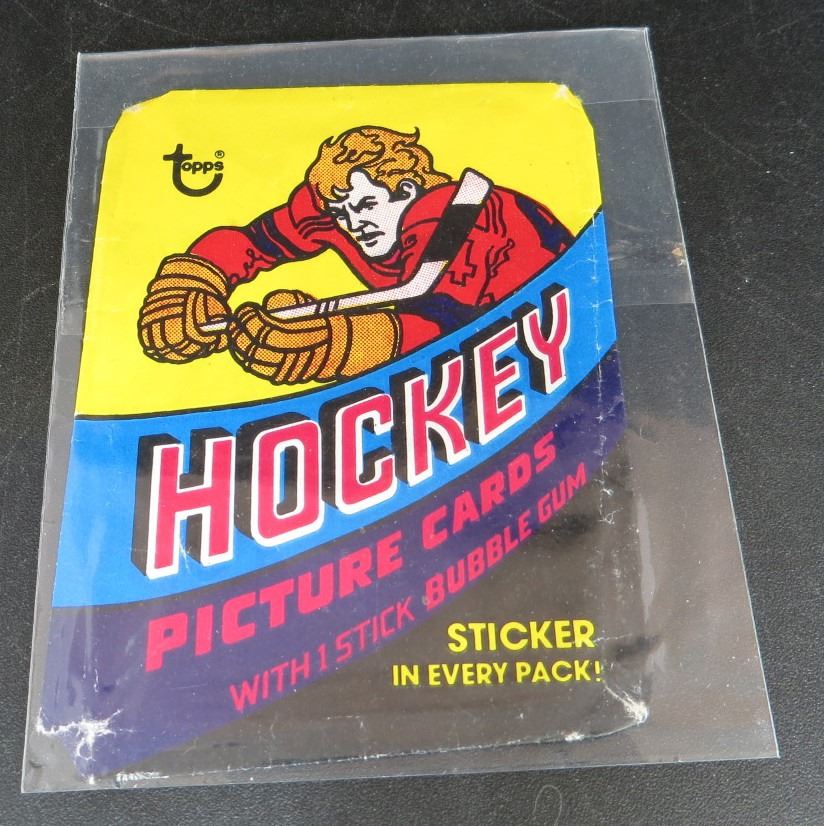 topps®
HOCKEY
PICTURE CARDS
WITH 1 STICK BUBBLE GUM
STICKER
IN EVERY PACK!